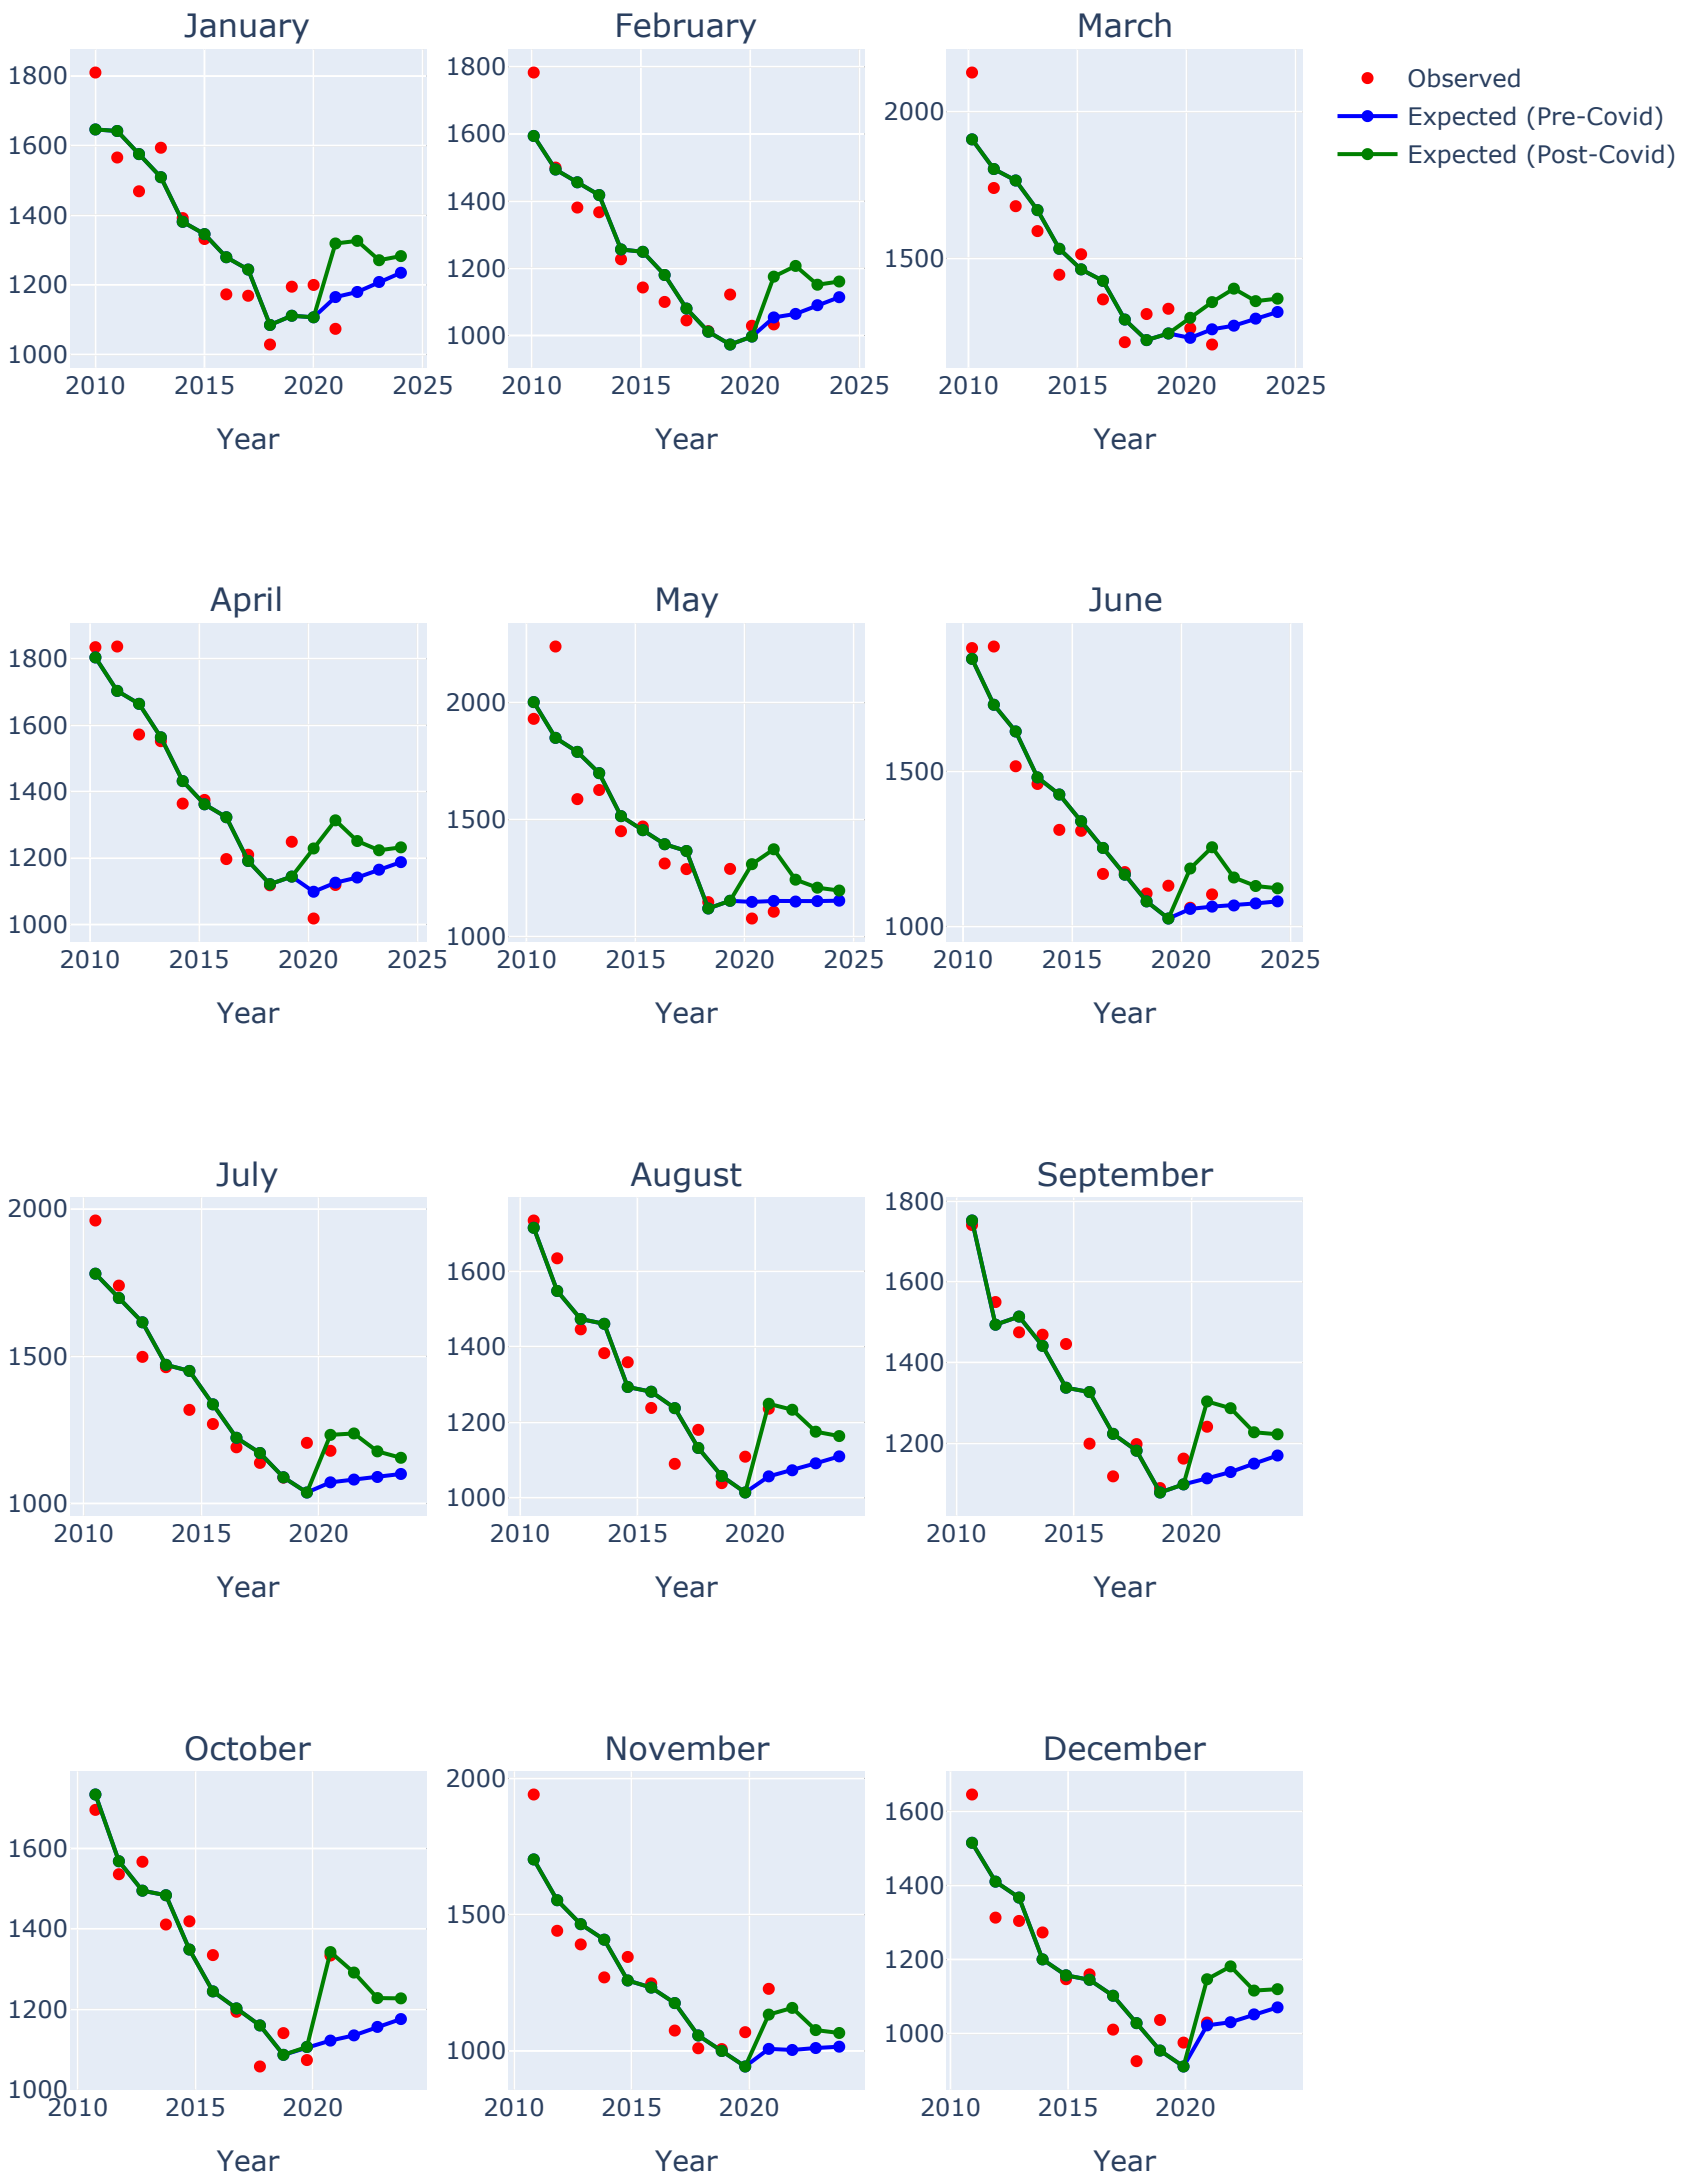 January
February
March
1800
1600
1400
1200
1000
2010 2015 2020 2025
Year
1800
1600
1400
1200
1000
2010 2015 2020 2025
Year
2000
1500
2010 2015 2020 2025
Year
Observed
Expected (Pre-Covid)
Expected (Post-Covid)
April
May
June
1800
1600
1400
1200
1000
2010 2015 2020 2025
Year
2000
1500
1000
2010 2015 2020 2025
Year
1500
1000
2010 2015 2020 2025
Year
July
August
September
2000
1500
1000
2010 2015 2020
Year
1600
1400
1200
1000
2010 2015 2020
Year
1800
1600
1400
1200
2010 2015 2020
Year
October
November
December
1600
1400
1200
1000
2010 2015 2020
Year
2000
1500
1000
2010 2015 2020
Year
1600
1400
1200
1000
2010 2015 2020
Year